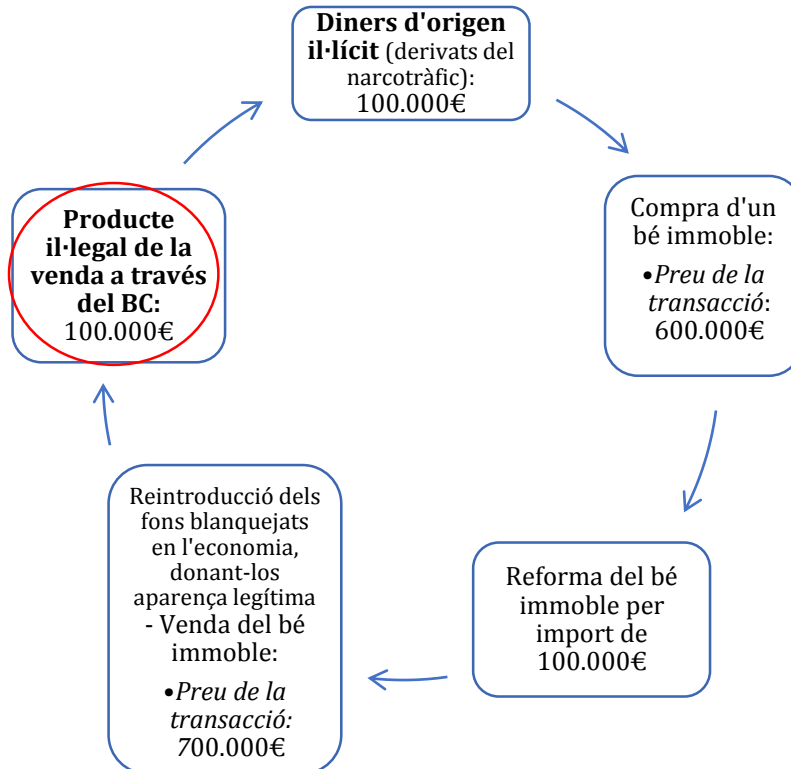 Diners d'origen
il·lícit (derivats del
narcotràfic):
100.000€
Compra d'un
bé immoble:
•Preu de la
transacció:
600.000€
Reforma del bé
immoble per
import de
100.000€
Reintroducció dels
fons blanquejats
en l'economia,
donant-los
aparença legítima
- Venda del bé
immoble:
•Preu de la
transacció:
700.000€
Producte
il·legal de la
venda a través
del BC:
100.000€